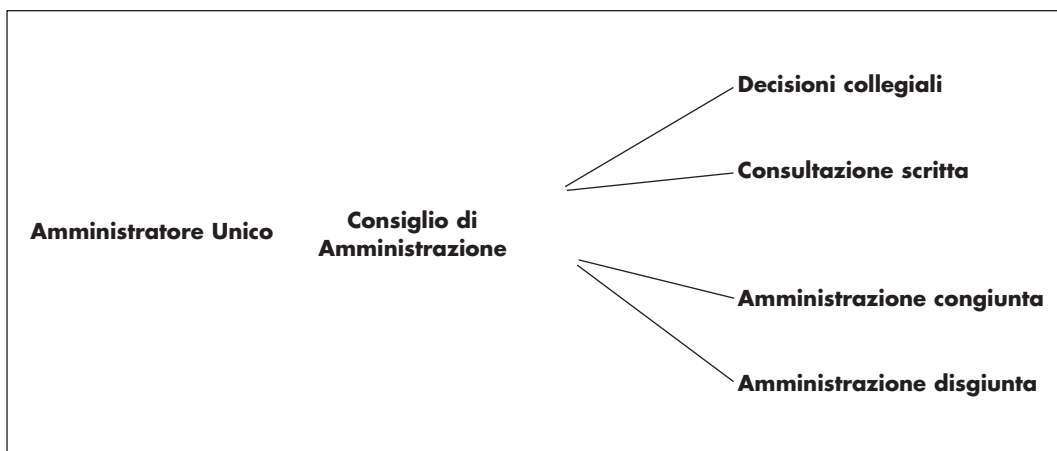 Amministratore Unico
Consiglio di
Amministrazione
Decisioni collegiali
Consultazione scritta
Amministrazione congiunta
Amministrazione disgiunta